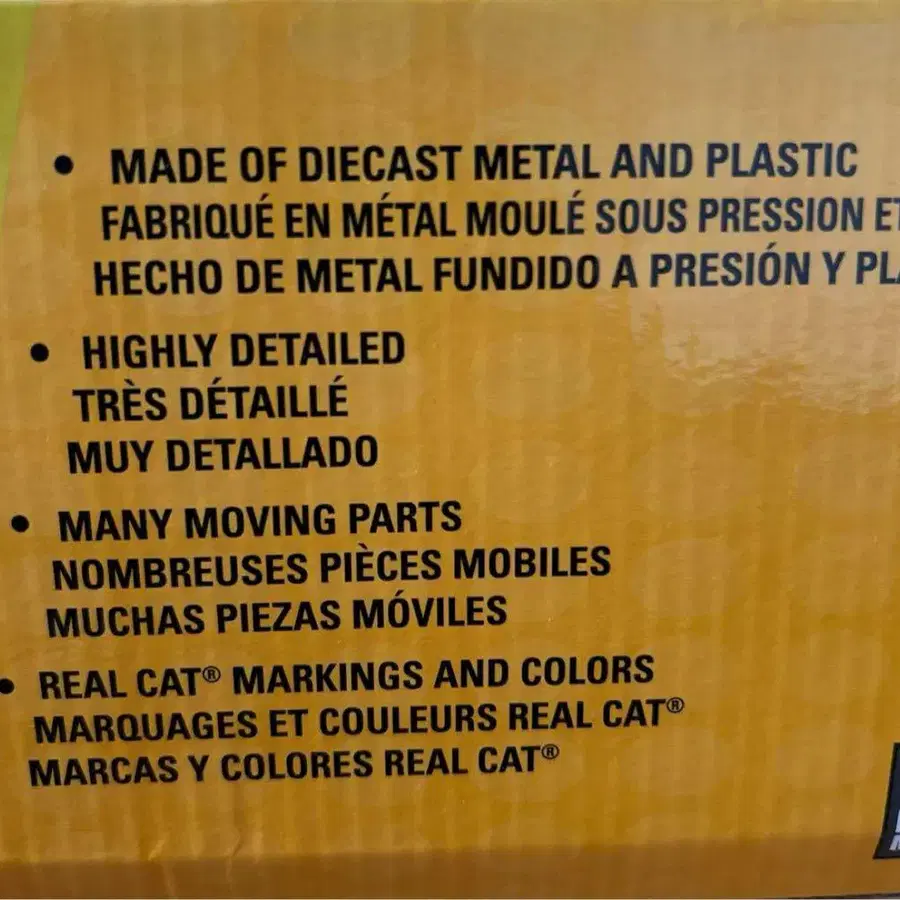 • MADE OF DIECAST METAL AND PLASTIC
FABRIQUÉ EN MÉTAL MOULÉ SOUS PRESSION ET
HECHO DE METAL FUNDIDO A PRESIÓN Y
• HIGHLY DETAILED
TRÈS DÉTAILLÉ
MUY DETALLADO
• MANY MOVING PARTS
NOMBREUSES PIÈCES MOBILES
MUCHAS PIEZAS MÓVILES
• REAL CAT® MARKINGS AND COLORS
MARQUAGES ET COULEURS REAL CAT®
MARCAS Y COLORES REAL CAT®